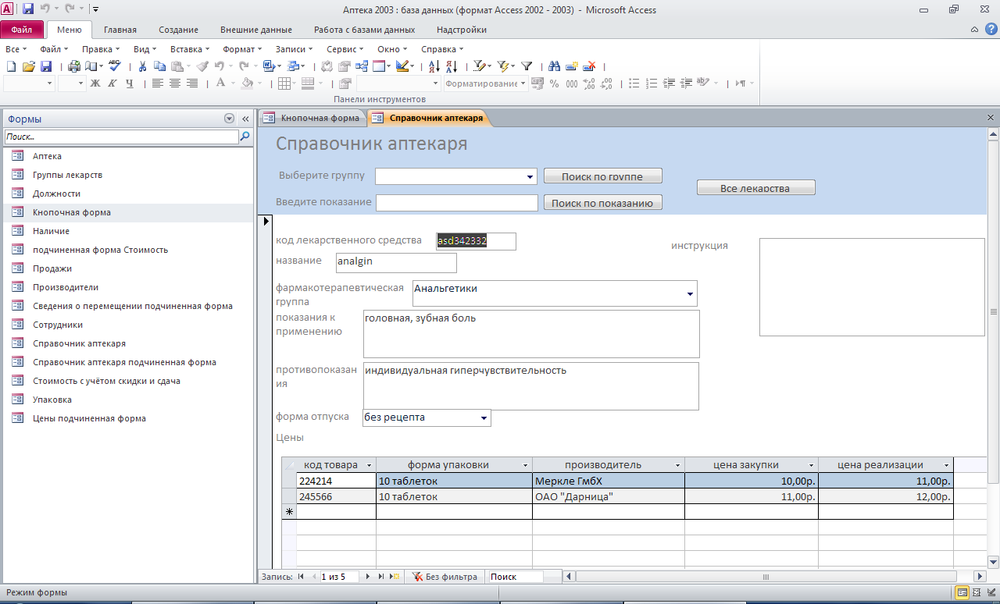 Аптека 2003 : база данных (формат Access 2002 - 2003) - Microsoft Access
Файл Меню Главная Создание Внешние данные Работа с базами данных Надстройки
Все Файл Правка Вид Вставка Формат Записи Сервис Окно Справка
Ж К Ч Форматирование % 000
Панели инструментов
Формы
Поиск...
Аптека
Группы лекарств
Должности
Кнопочная форма
Наличие
подчиненная форма Стоимость
Продажи
Производители
Сведения о перемещении подчиненная форма
Сотрудники
Справочник аптекаря
Справочник аптекаря подчиненная форма
Стоимость с учётом скидки и сдача
Упаковка
Цены подчиненная форма
Кнопочная форма Справочник аптекаря
Справочник аптекаря
Выберите группу Поиск по группе
Все лекарства
Введите показание Поиск по показанию
код лекарственного средства asd342332 инструкция
название analgin
фармакотерапевтическая группа Анальгетики
показания к применению головная, зубная боль
противопоказан
ия индивидуальная гиперчувствительность
форма отпуска без рецепта
Цены
код товара форма упаковки производитель цена закупки цена реализации
224214 10 таблеток Меркле ГмбХ 10,00р. 11,00р.
245566 10 таблеток ОАО "Дарница" 11,00р. 12,00р.
Запись: 1 из 5 Без фильтра Поиск
Режим формы